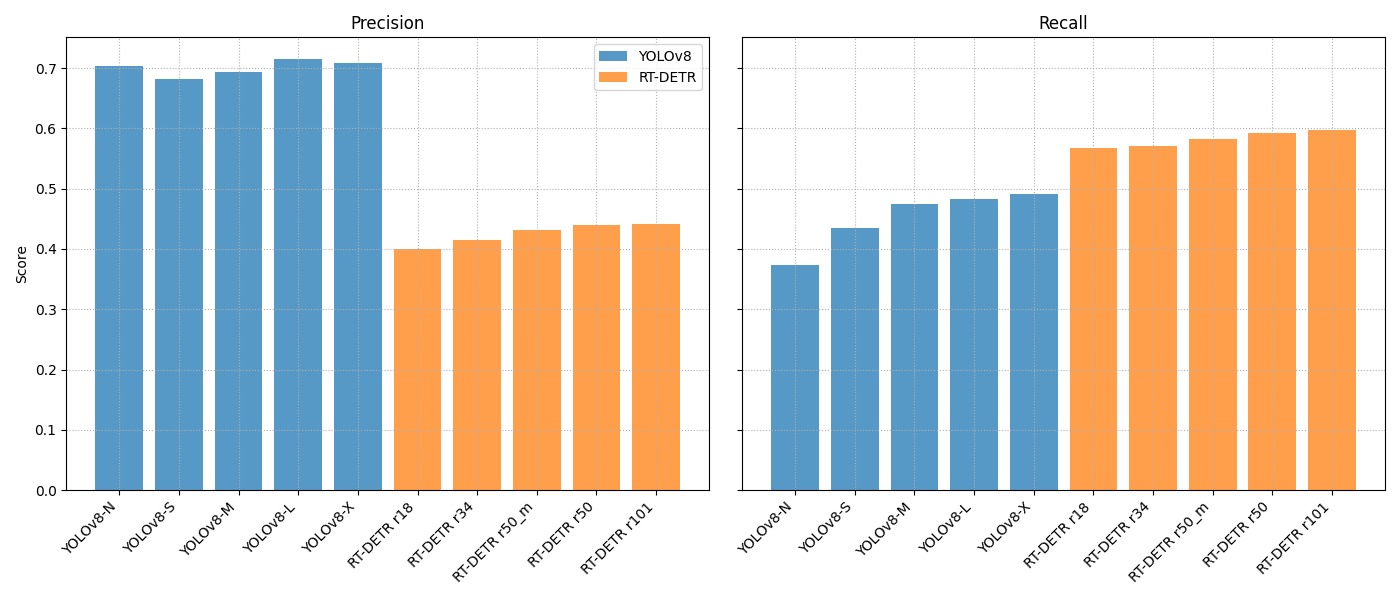 Precision
Recall
YOLOv8
RT-DETR
Score
0.7
0.6
0.5
0.4
0.3
0.2
0.1
0.0
YOLOv8-N
YOLOv8-S
YOLOv8-M
YOLOv8-L
YOLOv8-X
RT-DETR r18
RT-DETR r34
RT-DETR r50_m
RT-DETR r50
RT-DETR r101
YOLOv8-N
YOLOv8-S
YOLOv8-M
YOLOv8-L
YOLOv8-X
RT-DETR r18
RT-DETR r34
RT-DETR r50_m
RT-DETR r50
RT-DETR r101